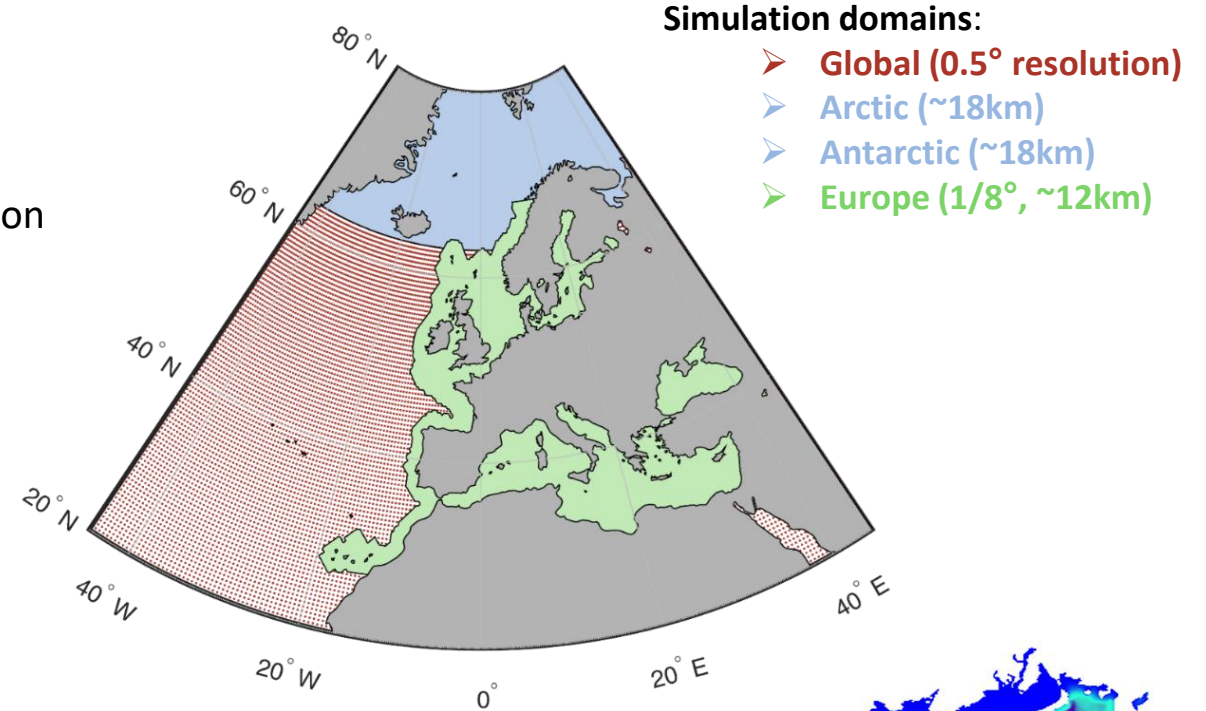 Simulation domains:
➢ Global (0.5° resolution)
➢ Arctic (~18km)
➢ Antarctic (~18km)
➢ Europe (1/8°, ~12km)
on
80° N
60° N
40° N
20° N
40° W
20° W
0°
20° E
40° E